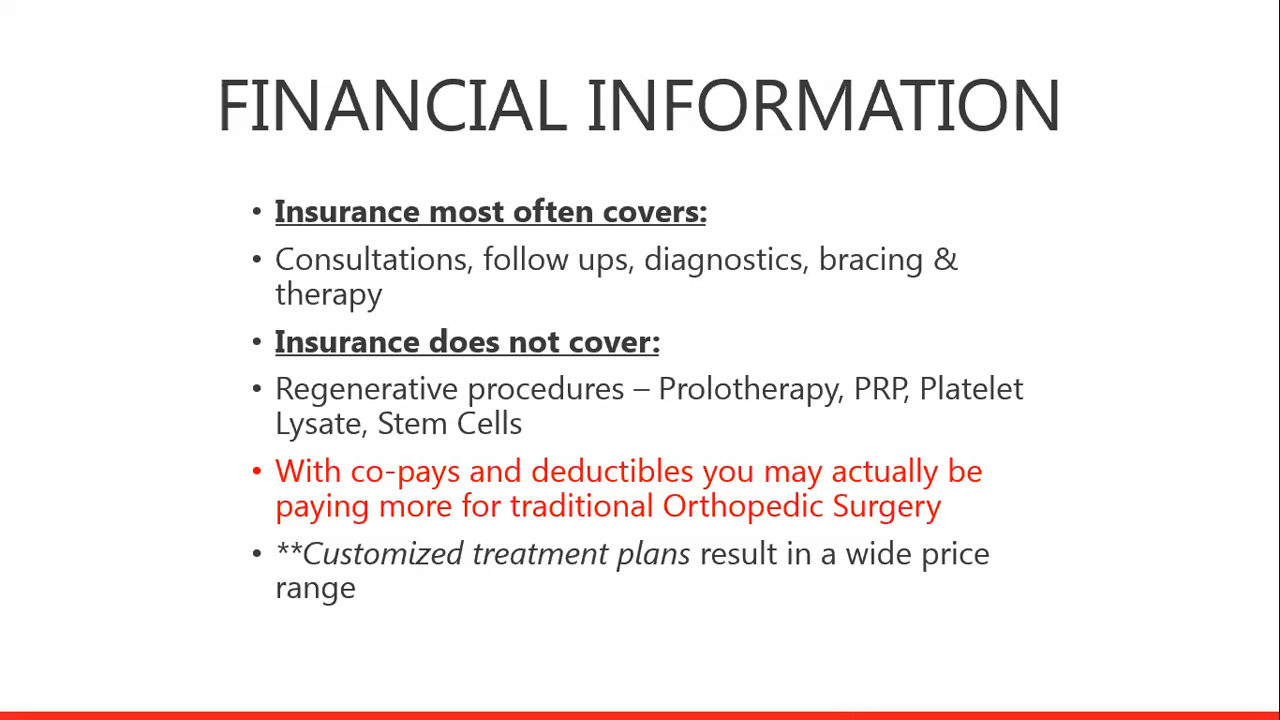 FINANCIAL INFORMATION
• Insurance most often covers:
• Consultations, follow ups, diagnostics, bracing &
therapy
• Insurance does not cover:
• Regenerative procedures – Prolotherapy, PRP, Platelet
Lysate, Stem Cells
• With co-pays and deductibles you may actually be
paying more for traditional Orthopedic Surgery
• **Customized treatment plans result in a wide price
range